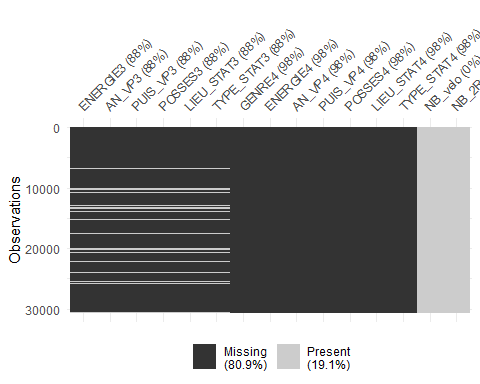 ENERGIE3 (88%)
AN_VP3 (88%)
PUIS_VP3 (88%)
POSSES3 (88%)
LIEU_STAT3 (88%)
TYPE_STAT3 (88%)
GENRE4 (98%)
ENERGIE4 (98%)
AN_VP4 (98%)
PUIS_VP4 (98%)
POSSES4 (98%)
LIEU_STAT4 (98%)
TYPE_STAT4 (98%)
NB_vélo (0%)
NB_2R
0
10000
20000
30000
Observations
Missing
(80.9%)
Present
(19.1%)